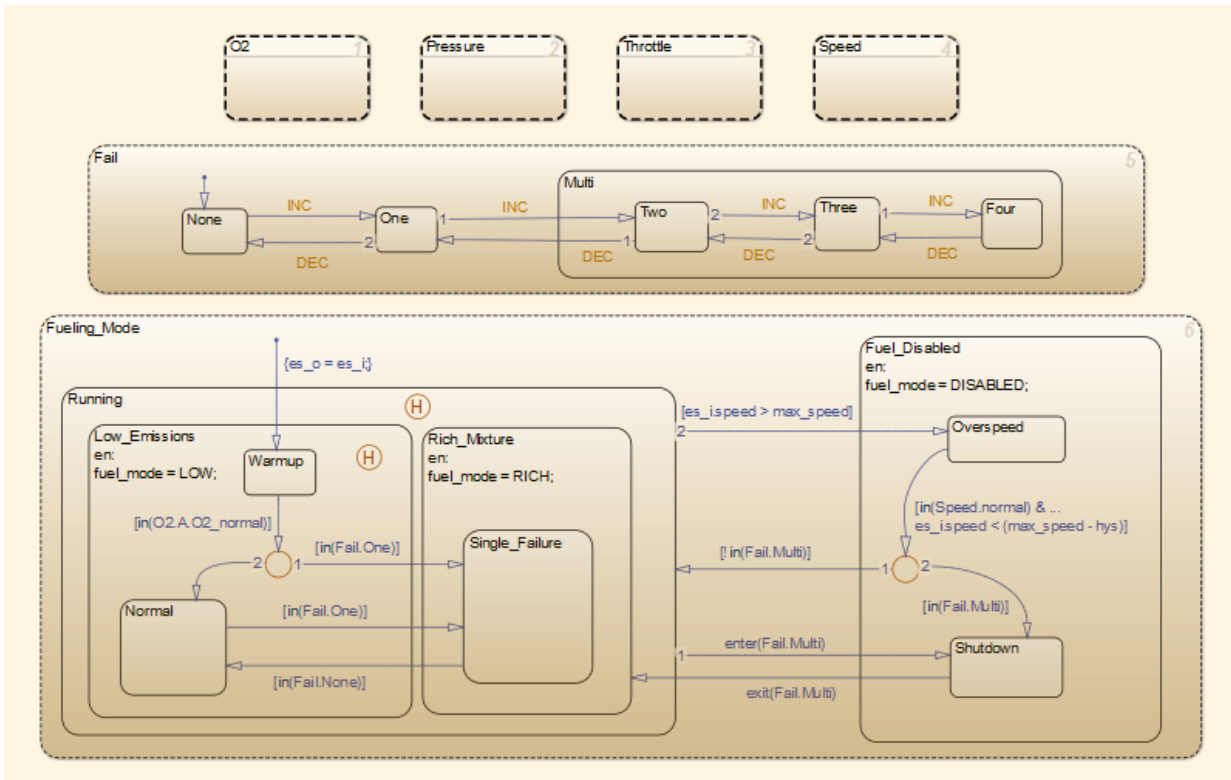 O2
1
Pressure
2
Throttle
3
Speed
4
Fail
5
Multi
None
INC
DEC
One
1
2
INC
DEC
Two
2
1
INC
DEC
Three
1
2
INC
DEC
Four
Fueling_Mode
6
{es_o = es_i;}
Running
H
Low_Emissions
en:
fuel_mode = LOW;
H
Warmup
[in(O2.A.O2_normal)]
2
1
[in(Fail.One)]
Normal
[in(Fail.One)]
[in(Fail.None)]
Rich_Mixture
en:
fuel_mode = RICH;
Single_Failure
[es_i.speed > max_speed]
2
[! in(Fail.Multi)]
1
enter(Fail.Multi)
exit(Fail.Multi)
Fuel_Disabled
en:
fuel_mode = DISABLED;
Overspeed
[in(Speed.normal) & ...
es_i.speed < (max_speed - hys)]
1
2
[in(Fail.Multi)]
Shutdown